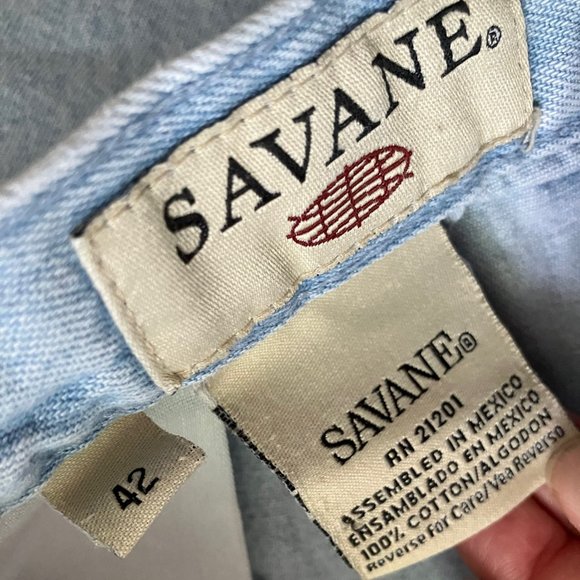 SAVANE®
SAVANE®
RN 21201
ASSEMBLED IN MEXICO
ENSAMBLADO EN MEXICO
100% COTTON/ALGODON
Reverse For Care/Vea Reverso
42